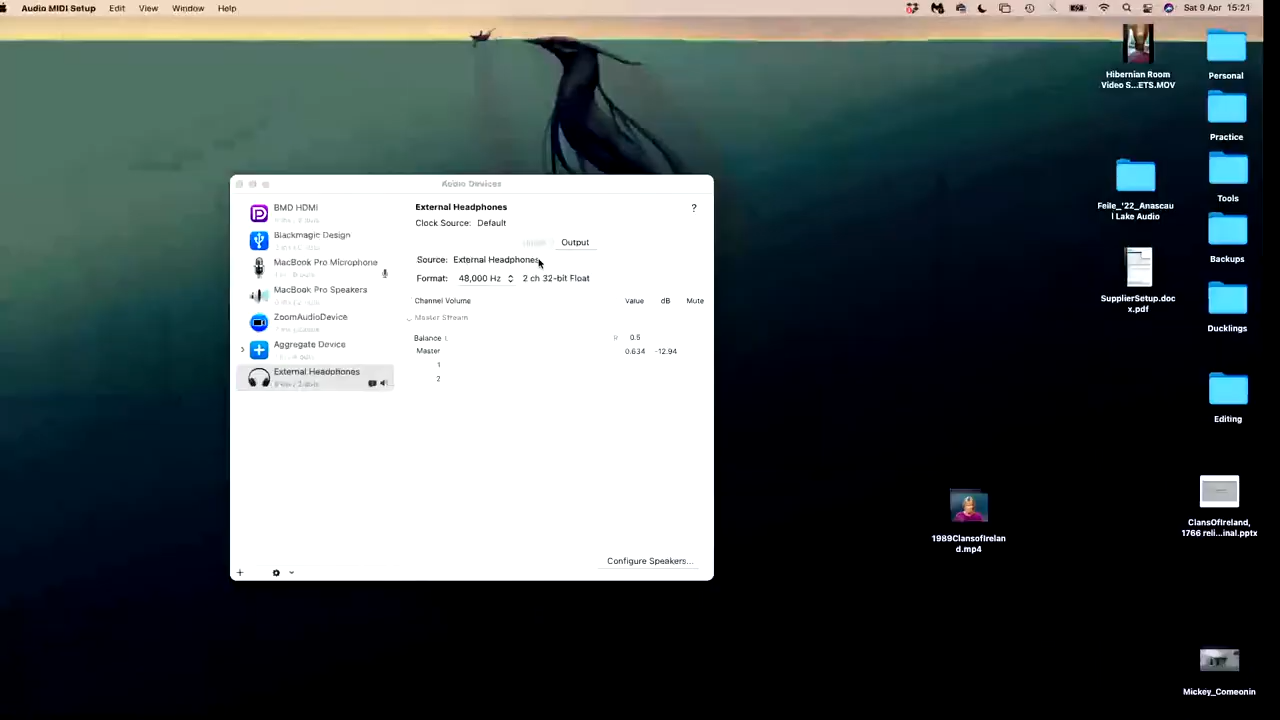 Audio MIDI Setup Edit View Window Help Sat 9 Apr 15:21
Hibernian Room
Video S...ETS.MOV
Personal
Practice
Tools
Feile_'22_Anascau
l Lake Audio
Backups
SupplierSetup.doc
x.pdf
Ducklings
Editing
ClansOfIreland,
1766 reli...inal.pptx
1989ClansofIrelan
d.mp4
Mickey_Comeonin
Audio Devices
BMD HDMI
Blackmagic Design
MacBook Pro Microphone
MacBook Pro Speakers
ZoomAudioDevice
Aggregate Device
External Headphones
External Headphones
?
Clock Source: Default
Output
Source: External Headphones
Format: 48,000 Hz 2 ch 32-bit Float
Channel Volume Value dB Mute
Master Stream
Balance L R 0.5
Master 0.634 -12.94
1
2
Configure Speakers...